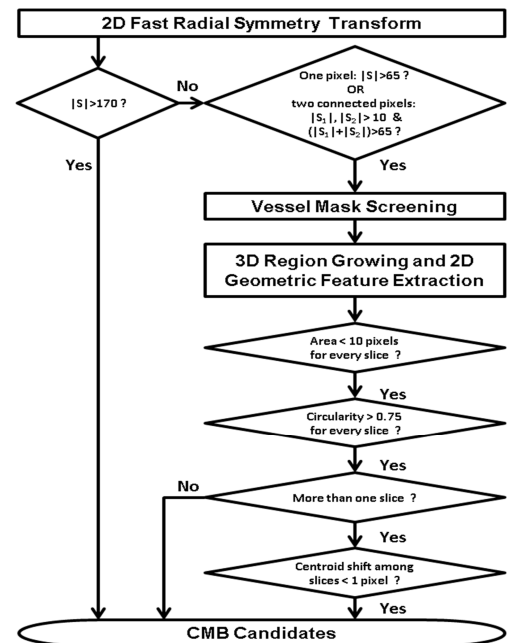 2D Fast Radial Symmetry Transform
|S|>170 ?
No
One pixel: |S|>65 ?
OR
two connected pixels:
|S₁|, |S₂|> 10 &
(|S₁|+|S₂|)>65 ?
Yes
Yes
Vessel Mask Screening
3D Region Growing and 2D
Geometric Feature Extraction
Area < 10 pixels
for every slice ?
Yes
Circularity > 0.75
for every slice ?
Yes
No
More than one slice ?
Yes
Centroid shift among
slices < 1 pixel ?
Yes
CMB Candidates